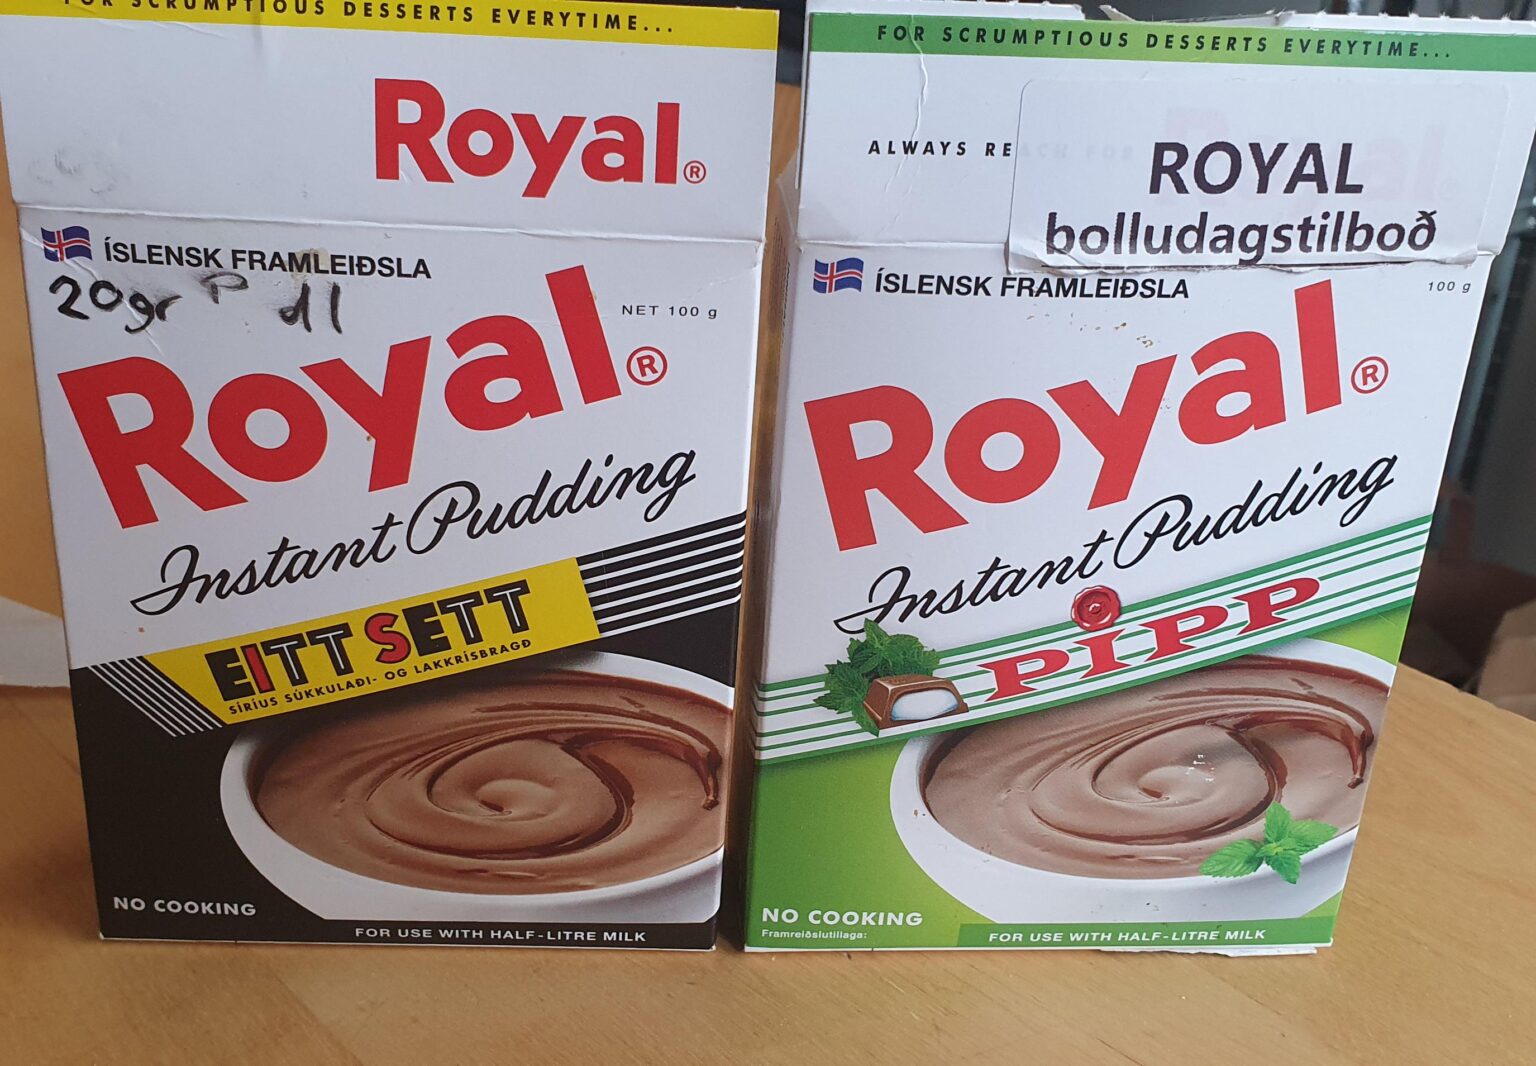 SCRUMPTIOUS DESSERTS EVERYTIME...
Royal®
ÍSLENSK FRAMLEIÐSLA
20gr P dl
NET 100 g
Royal®
Instant Pudding
EITT SETT
SÍRÍUS SÚKKULAÐI- OG LAKKRÍSBRAGÐ
NO COOKING
FOR USE WITH HALF-LITRE MILK
FOR SCRUMPTIOUS DESSERTS EVERYTIME...
ALWAYS RE
ROYAL
bolludagstilboð
ÍSLENSK FRAMLEIÐSLA
100 g
Royal®
Instant Pudding
PIPP
NO COOKING
Framreiðslutillaga:
FOR USE WITH HALF-LITRE MILK